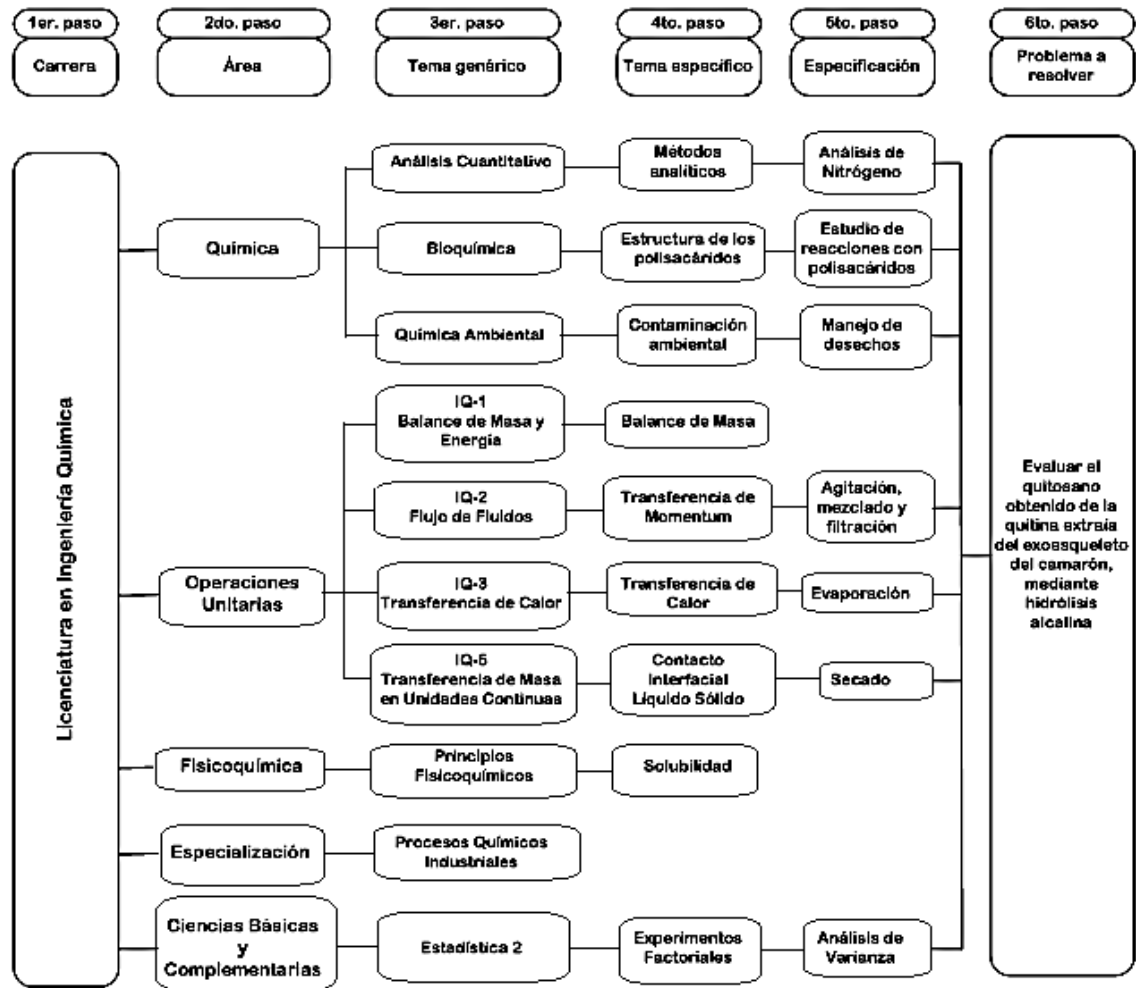 1er. paso
2do. paso
3er. paso
4to. paso
5to. paso
6to. paso
Carrera
Área
Tema genérico
Tema específico
Especificación
Problema a
resolver
Licenciatura en Ingeniería Química
Química
Análisis Cuantitativo
Métodos
analíticos
Análisis de
Nitrógeno
Bioquímica
Estructura de los
polisacáridos
Estudio de
reacciones con
polisacáridos
Química Ambiental
Contaminación
ambiental
Manejo de
desechos
Operaciones
Unitarias
IQ-1
Balance de Masa y
Energía
Balance de Masa
IQ-2
Flujo de Fluidos
Transferencia de
Momentum
Agitación,
mezclado y
filtración
IQ-3
Transferencia de Calor
Transferencia de
Calor
Evaporación
IQ-5
Transferencia de Masa
en Unidades Continuas
Contacto
Interfacial
Líquido Sólido
Secado
Fisicoquímica
Principios
Fisicoquímicos
Solubilidad
Especialización
Procesos Químicos
Industriales
Ciencias Básicas
y
Complementarias
Estadística 2
Experimentos
Factoriales
Análisis de
Varianza
Evaluar el
quitosano
obtenido de la
quitina extraía
del exoesqueleto
del camarón,
mediante
hidrólisis
alcalina